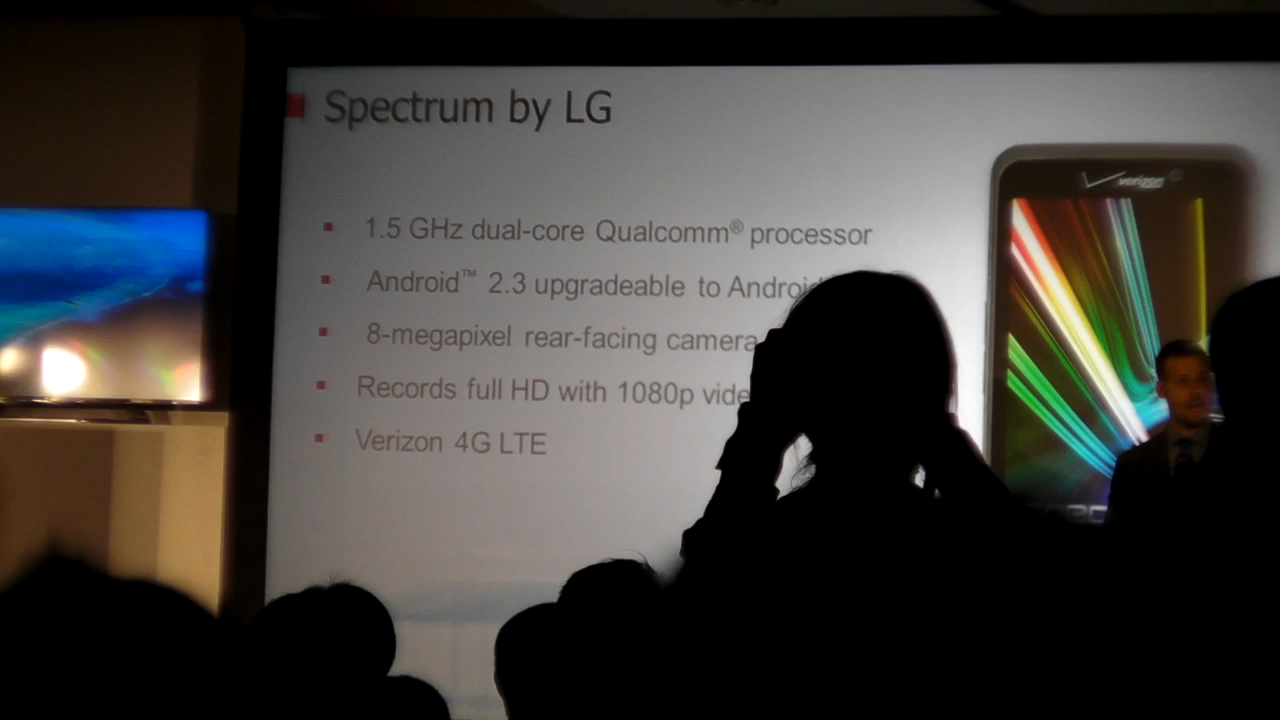 Spectrum by LG
1.5 GHz dual-core Qualcomm® processor
Android™ 2.3 upgradeable to Android
8-megapixel rear-facing camera
Records full HD with 1080p
Verizon 4G LTE
verizon